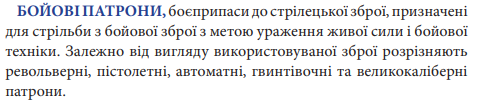 БОЙОВІ ПАТРОНИ, боєприпаси до стрілецької зброї, призначені
для стрільби з бойової зброї з метою ураження живої сили і бойової
техніки. Залежно від вигляду використовуваної зброї розрізняють
револьверні, пістолетні, автоматні, гвинтівочні та великокаліберні
патрони.